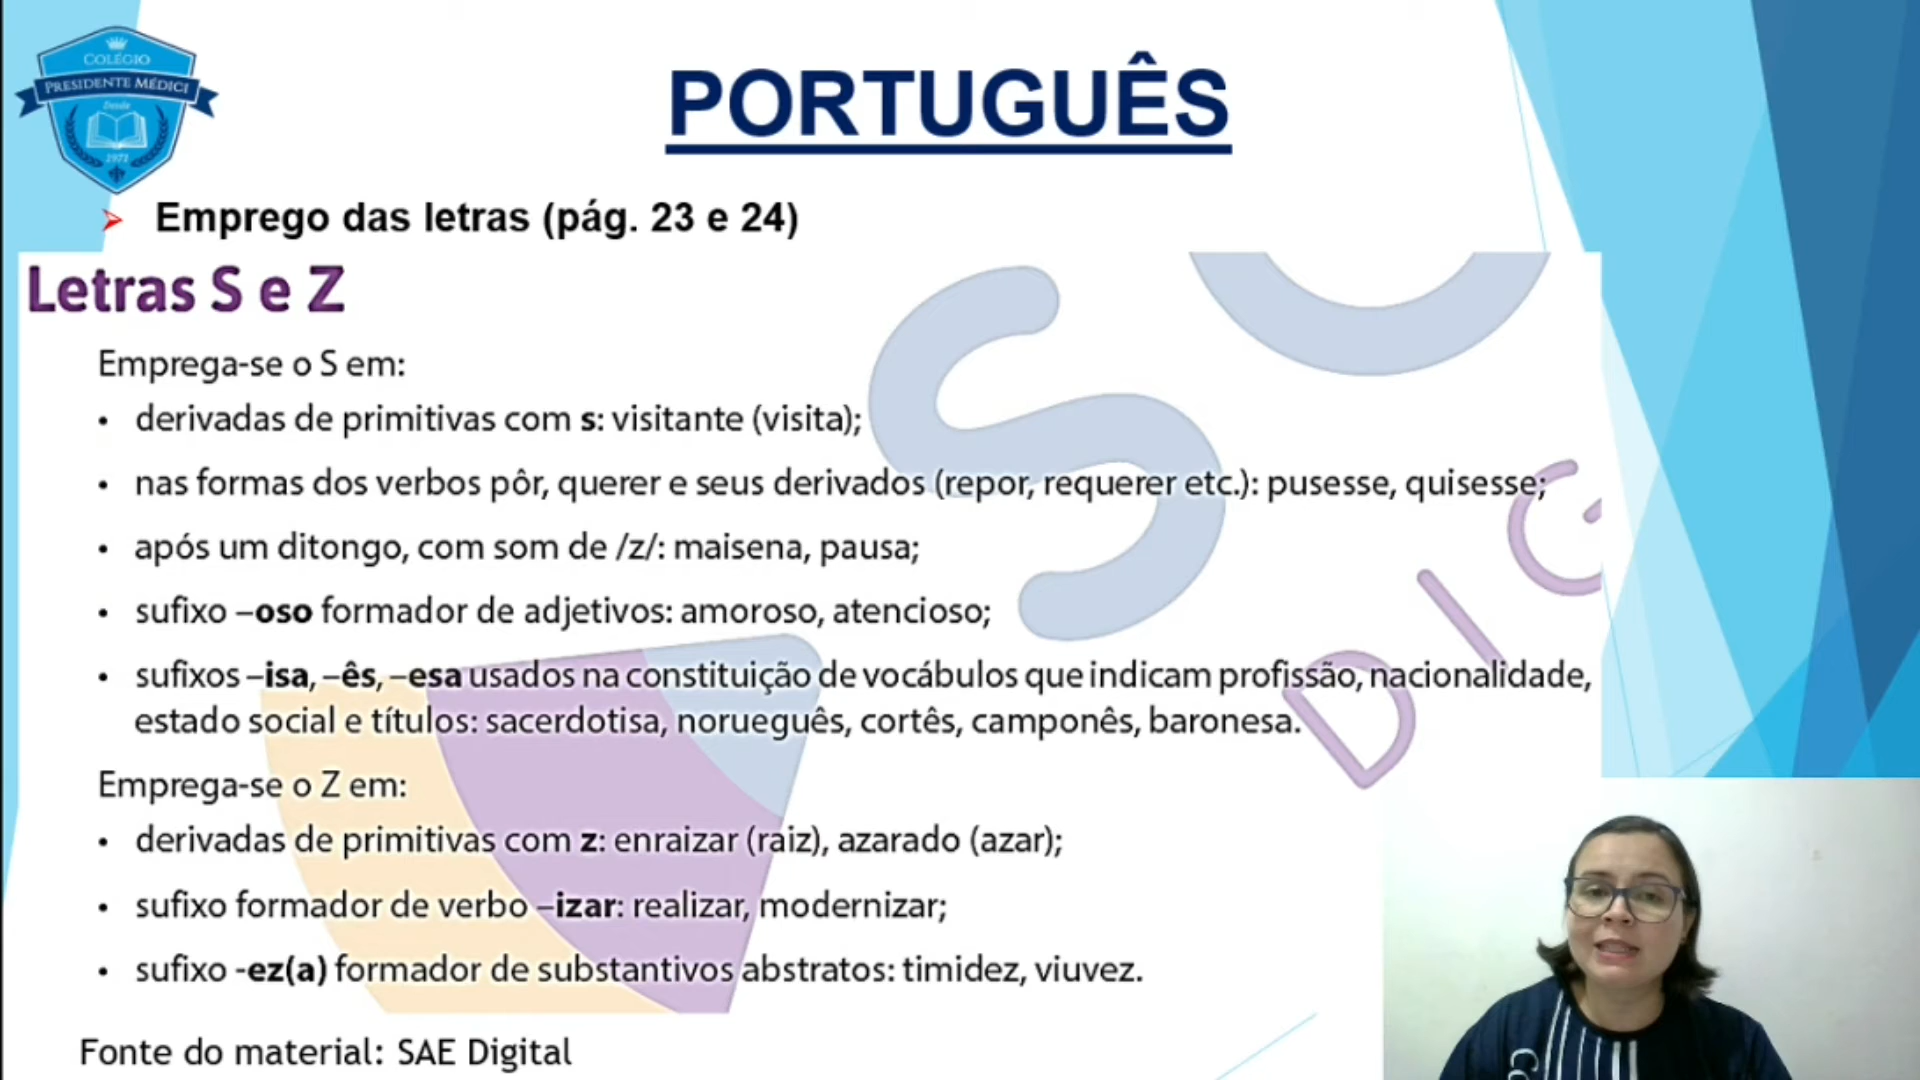 COLÉGIO
PRESIDENTE MÉDICI
Desde
1971
PORTUGUÊS
Emprego das letras (pág. 23 e 24)
Letras S e Z
Emprega-se o S em:
• derivadas de primitivas com s: visitante (visita);
• nas formas dos verbos pôr, querer e seus derivados (repor, requerer etc.): pusesse, quisesse;
• após um ditongo, com som de /z/: maisena, pausa;
• sufixo –oso formador de adjetivos: amoroso, atencioso;
• sufixos –isa, –ês, –esa usados na constituição de vocábulos que indicam profissão, nacionalidade,
estado social e títulos: sacerdotisa, norueguês, cortês, camponês, baronesa.
Emprega-se o Z em:
• derivadas de primitivas com z: enraizar (raiz), azarado (azar);
• sufixo formador de verbo –izar: realizar, modernizar;
• sufixo -ez(a) formador de substantivos abstratos: timidez, viuvez.
Fonte do material: SAE Digital